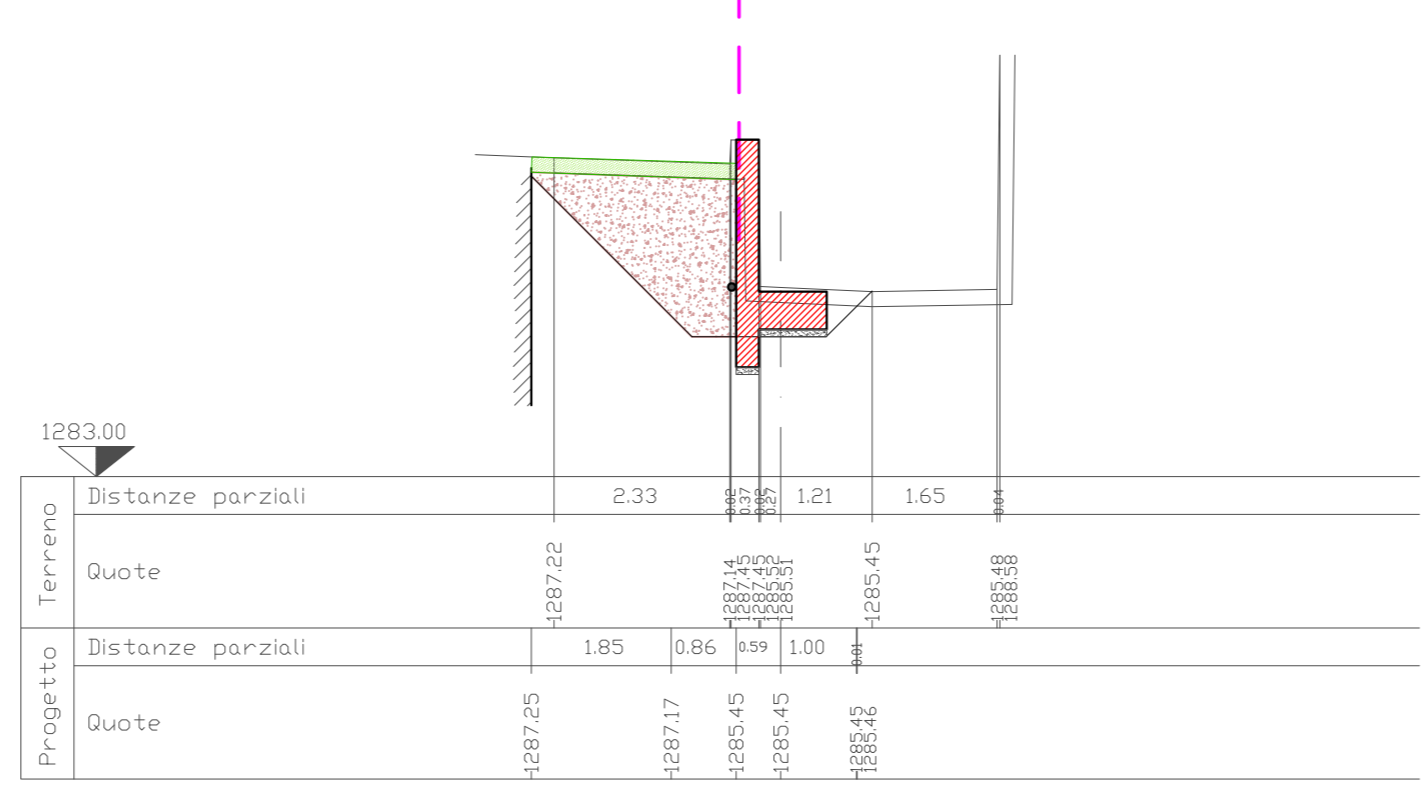 1283.00
Terreno
Distanze parziali 2.33 0.02 0.37 0.02 0.27 1.21 1.65 0.04
Quote 1287.22 1287.14 1287.45 1287.45 1285.52 1285.51 1285.45 1285.48 1288.58
Progetto
Distanze parziali 1.85 0.86 0.59 1.00 0.01
Quote 1287.25 1287.17 1285.45 1285.45 1285.45 1285.46